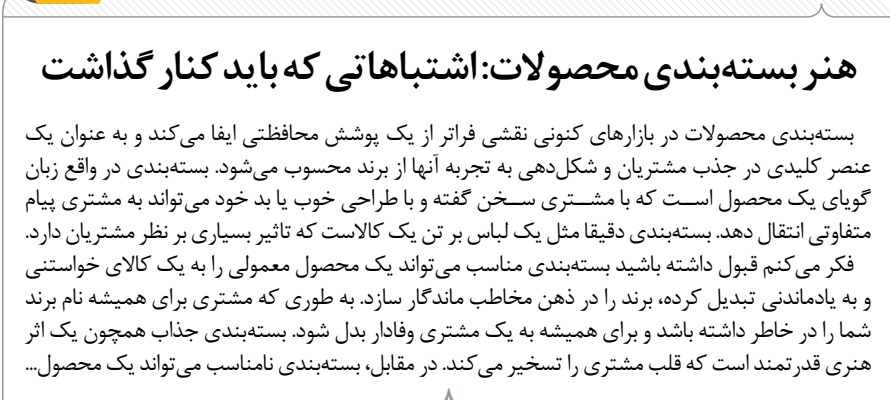 هنر بسته‌بندی محصولات: اشتباهاتی که باید کنار گذاشت
بسته‌بندی محصولات در بازارهای کنونی نقشی فراتر از یک پوشش محافظتی ایفا می‌کند و به عنوان یک
عنصر کلیدی در جذب مشتریان و شکل‌دهی به تجربه آنها از برند محسوب می‌شود. بسته‌بندی در واقع زبان
گویای یک محصول است که با مشتری سخن گفته و با طراحی خوب یا بد خود می‌تواند به مشتری پیام
متفاوتی انتقال دهد. بسته‌بندی دقیقا مثل یک لباس بر تن یک کالاست که تاثیر بسیاری بر نظر مشتریان دارد.
فکر می‌کنم قبول داشته باشید بسته‌بندی مناسب می‌تواند یک محصول معمولی را به یک کالای خواستنی
و به یادماندنی تبدیل کرده، برند را در ذهن مخاطب ماندگار سازد. به طوری که مشتری برای همیشه نام برند
شما را در خاطر داشته باشد و برای همیشه به یک مشتری وفادار بدل شود. بسته‌بندی جذاب همچون یک اثر
هنری قدرتمند است که قلب مشتری را تسخیر می‌کند. در مقابل، بسته‌بندی نامناسب می‌تواند یک محصول...